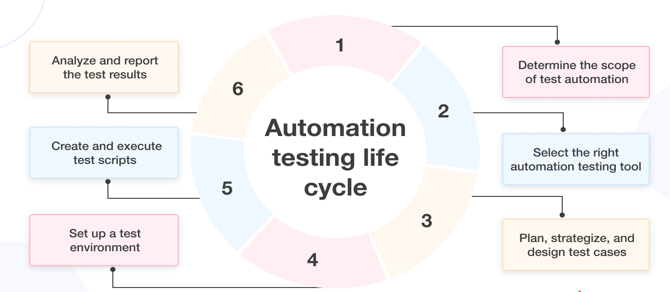 Automation
testing life
cycle
1
Determine the scope
of test automation
2
Select the right
automation testing tool
3
Plan, strategize, and
design test cases
4
Set up a test
environment
5
Create and execute
test scripts
6
Analyze and report
the test results